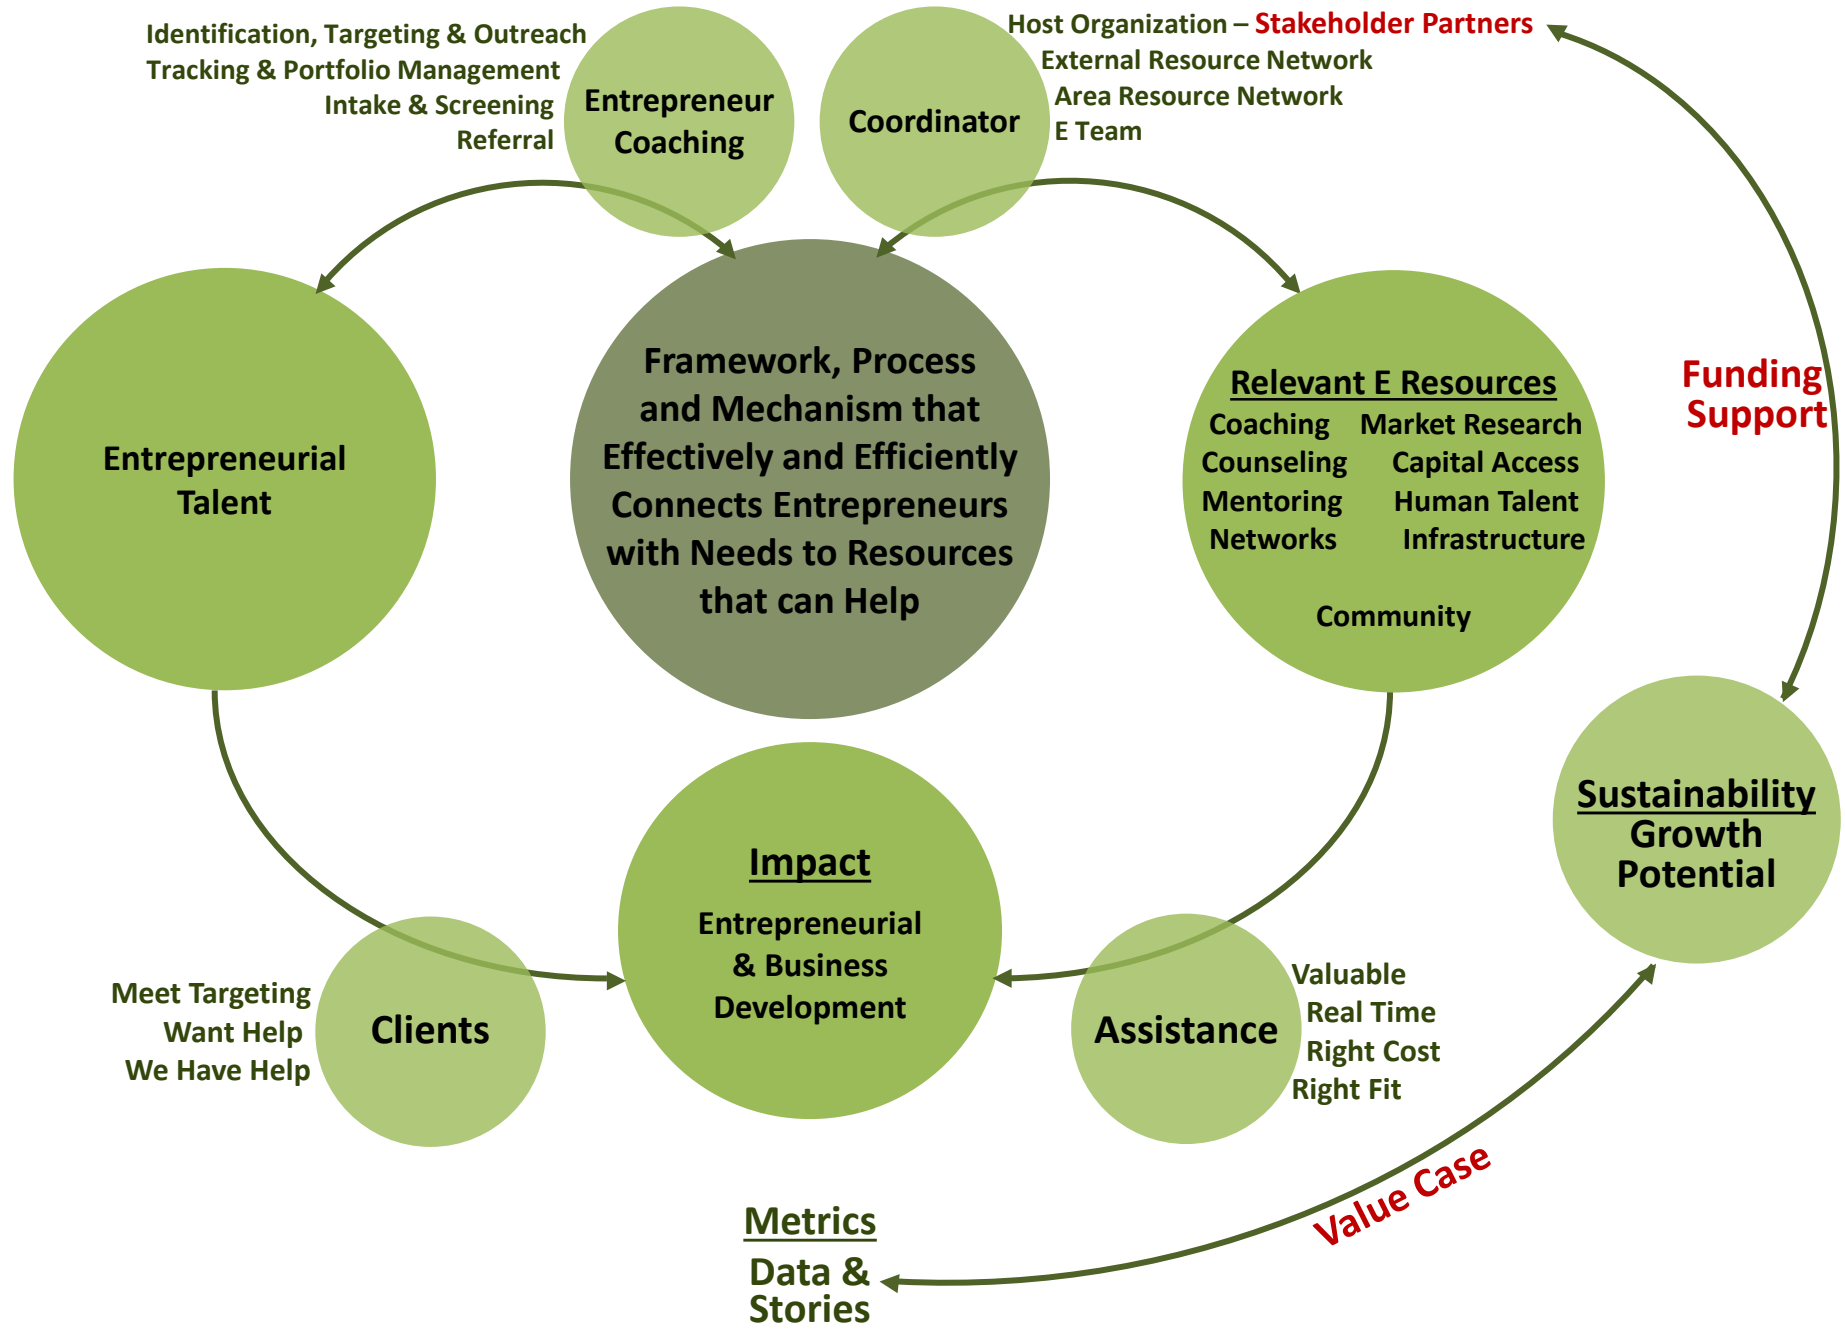 Identification, Targeting & Outreach
Tracking & Portfolio Management
Intake & Screening
Referral
Entrepreneur
Coaching
Coordinator
Host Organization – Stakeholder Partners
External Resource Network
Area Resource Network
E Team
Entrepreneurial
Talent
Framework, Process
and Mechanism that
Effectively and Efficiently
Connects Entrepreneurs
with Needs to Resources
that can Help
Relevant E Resources
Coaching Market Research
Counseling Capital Access
Mentoring Human Talent
Networks Infrastructure
Community
Funding
Support
Sustainability
Growth
Potential
Impact
Entrepreneurial
& Business
Development
Meet Targeting
Want Help
We Have Help
Clients
Assistance
Valuable
Real Time
Right Cost
Right Fit
Value Case
Metrics
Data &
Stories